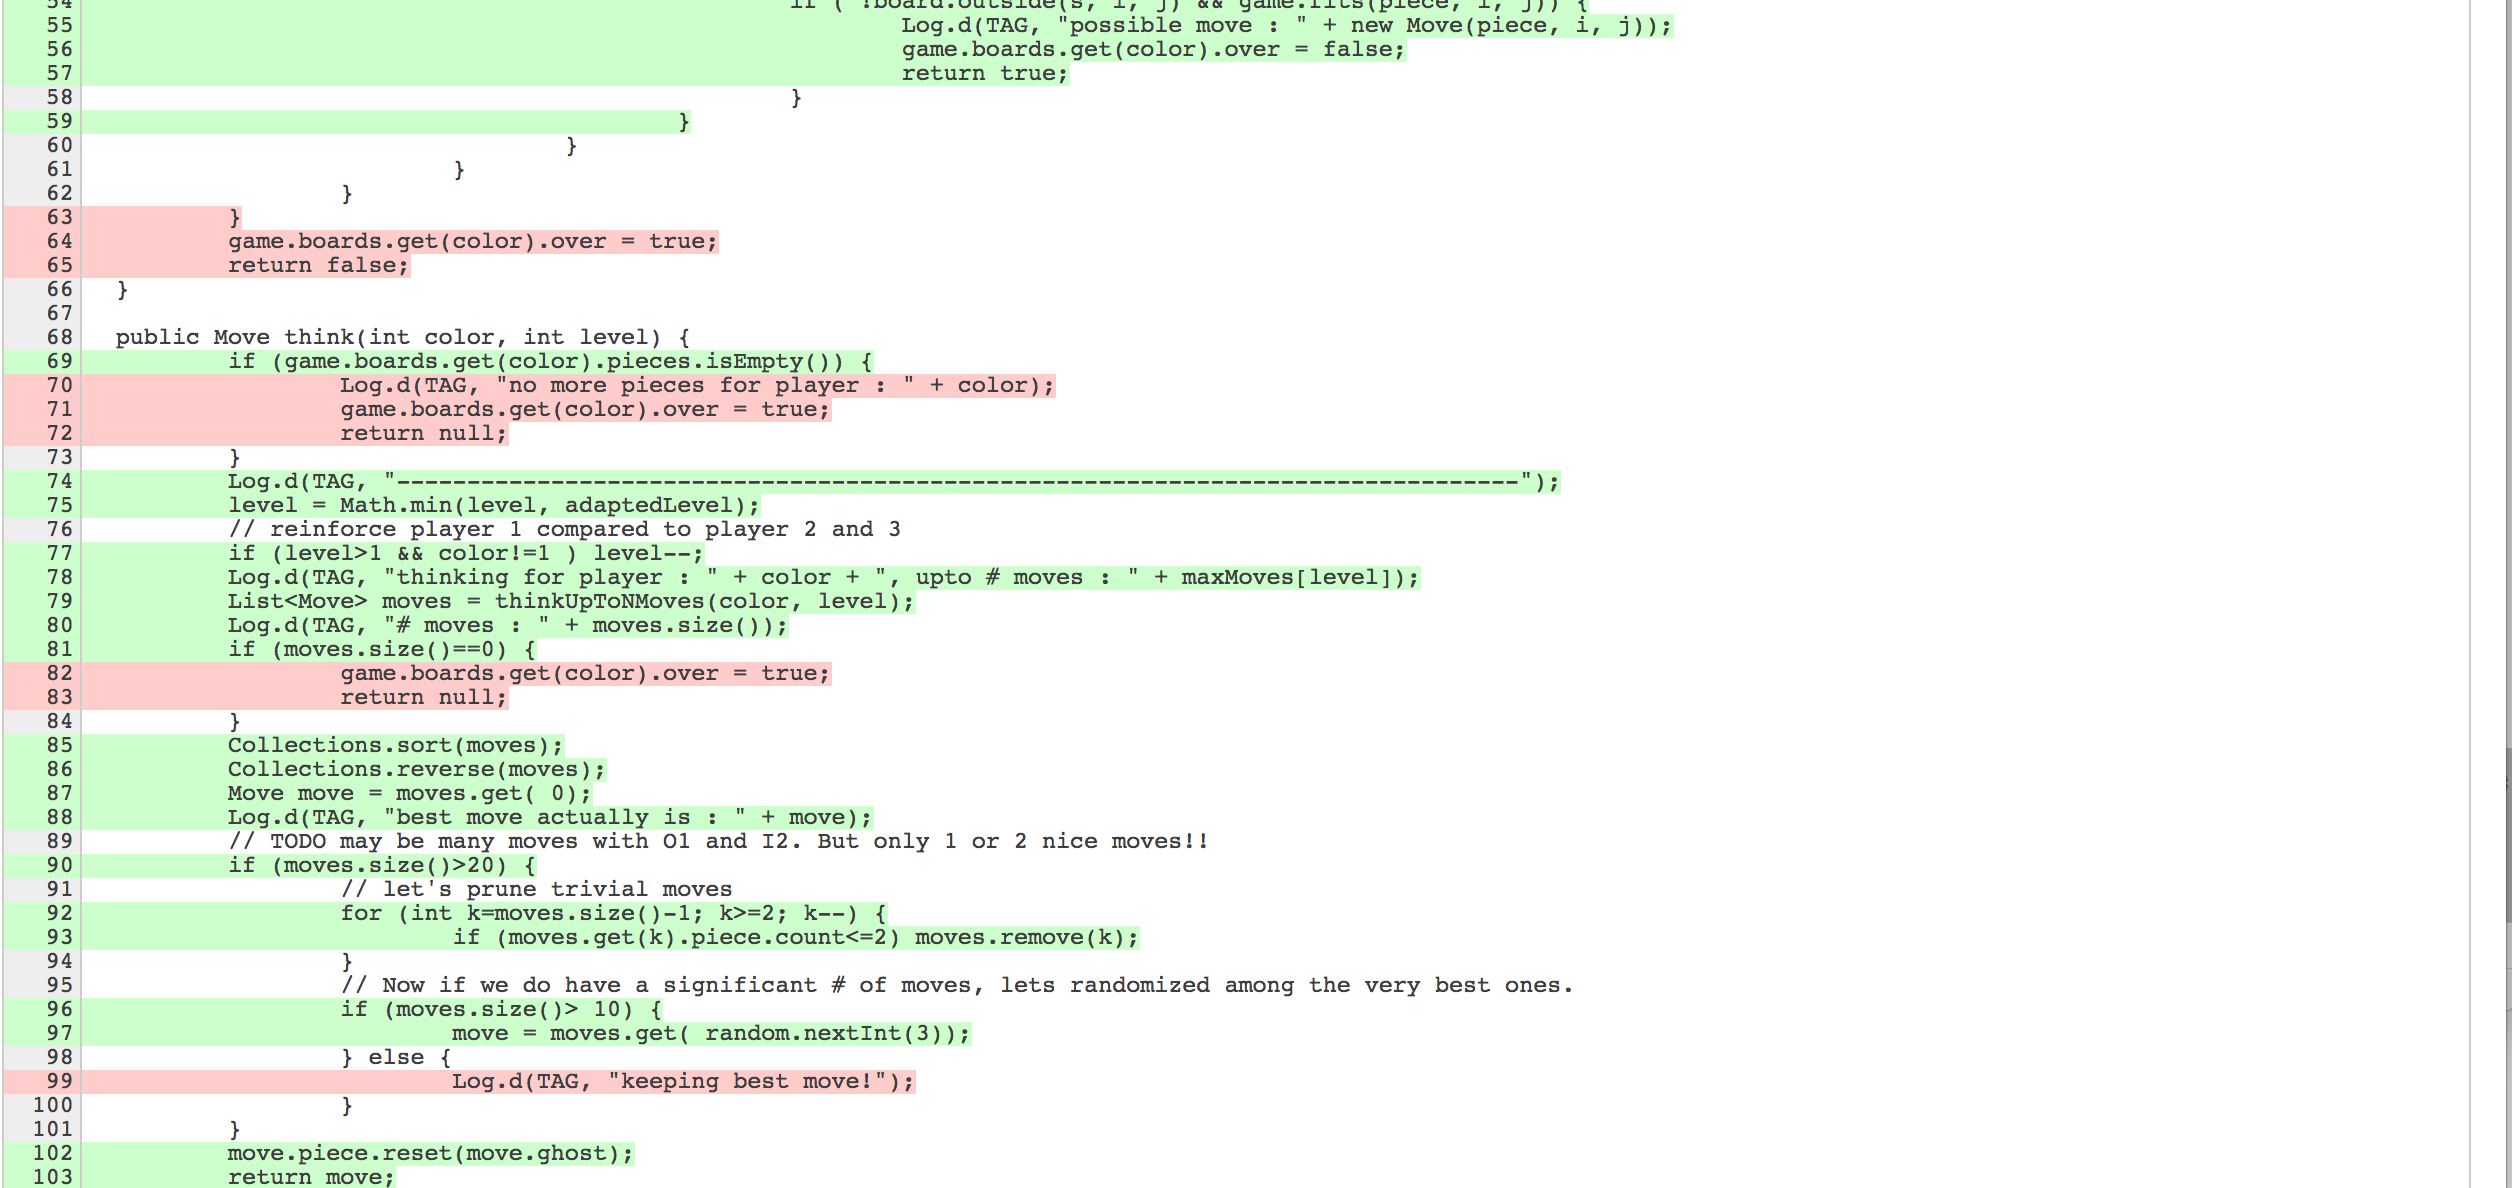 54 if ( !board.outside(s, i, j) && game.fits(piece, i, j)) {
55 Log.d(TAG, "possible move : " + new Move(piece, i, j));
56 game.boards.get(color).over = false;
57 return true;
58 }
59 }
60 }
61 }
62 }
63 }
64 game.boards.get(color).over = true;
65 return false;
66 }
67
68 public Move think(int color, int level) {
69 if (game.boards.get(color).pieces.isEmpty()) {
70 Log.d(TAG, "no more pieces for player : " + color);
71 game.boards.get(color).over = true;
72 return null;
73 }
74 Log.d(TAG, "--------------------------------------------------------------------------------");
75 level = Math.min(level, adaptedLevel);
76 // reinforce player 1 compared to player 2 and 3
77 if (level>1 && color!=1 ) level--;
78 Log.d(TAG, "thinking for player : " + color + ", upto # moves : " + maxMoves[level]);
79 List<Move> moves = thinkUpToNMoves(color, level);
80 Log.d(TAG, "# moves : " + moves.size());
81 if (moves.size()==0) {
82 game.boards.get(color).over = true;
83 return null;
84 }
85 Collections.sort(moves);
86 Collections.reverse(moves);
87 Move move = moves.get( 0);
88 Log.d(TAG, "best move actually is : " + move);
89 // TODO may be many moves with O1 and I2. But only 1 or 2 nice moves!!
90 if (moves.size()>20) {
91 // let's prune trivial moves
92 for (int k=moves.size()-1; k>=2; k--) {
93 if (moves.get(k).piece.count<=2) moves.remove(k);
94 }
95 // Now if we do have a significant # of moves, lets randomized among the very best ones.
96 if (moves.size()> 10) {
97 move = moves.get( random.nextInt(3));
98 } else {
99 Log.d(TAG, "keeping best move!");
100 }
101 }
102 move.piece.reset(move.ghost);
103 return move;